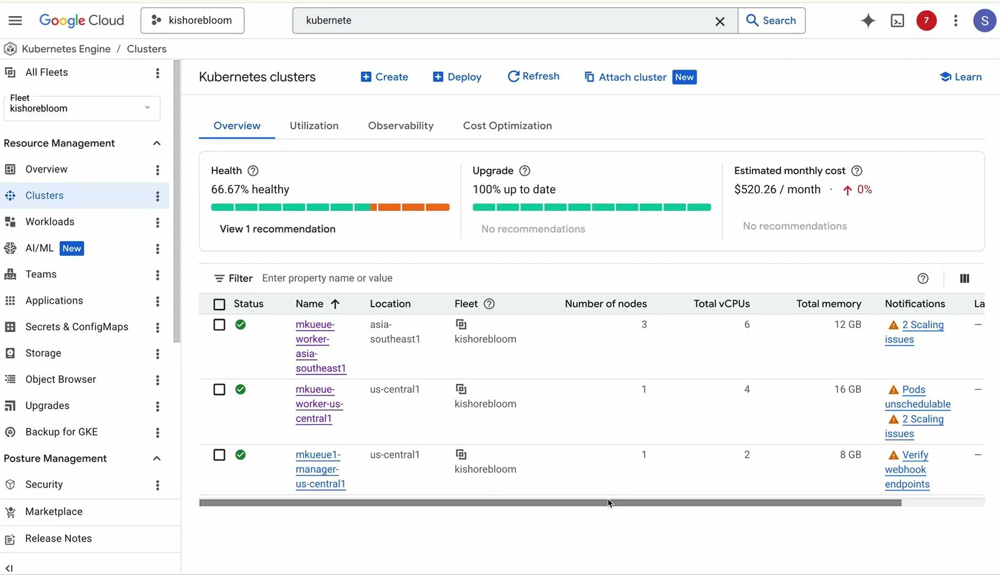 Google Cloud
kishorebloom
kubernete
Search
7
S
Kubernetes Engine / Clusters
All Fleets
Fleet
kishorebloom
Resource Management
Overview
Clusters
Workloads
AI/ML New
Teams
Applications
Secrets & ConfigMaps
Storage
Object Browser
Upgrades
Backup for GKE
Posture Management
Security
Marketplace
Release Notes
Kubernetes clusters
Create
Deploy
Refresh
Attach cluster New
Learn
Overview
Utilization
Observability
Cost Optimization
Health
66.67% healthy
View 1 recommendation
Upgrade
100% up to date
No recommendations
Estimated monthly cost
$520.26 / month · ↑ 0%
No recommendations
Filter Enter property name or value
Status Name ↑ Location Fleet Number of nodes Total vCPUs Total memory Notifications La
mkueue-
worker-
asia-
southeast1
asia-
southeast1
kishorebloom
3
6
12 GB
2 Scaling
issues
–
mkueue-
worker-us-
central1
us-central1
kishorebloom
1
4
16 GB
Pods
unschedulable
2 Scaling
issues
–
mkueue1-
manager-
us-central1
us-central1
kishorebloom
1
2
8 GB
Verify
webhook
endpoints
–